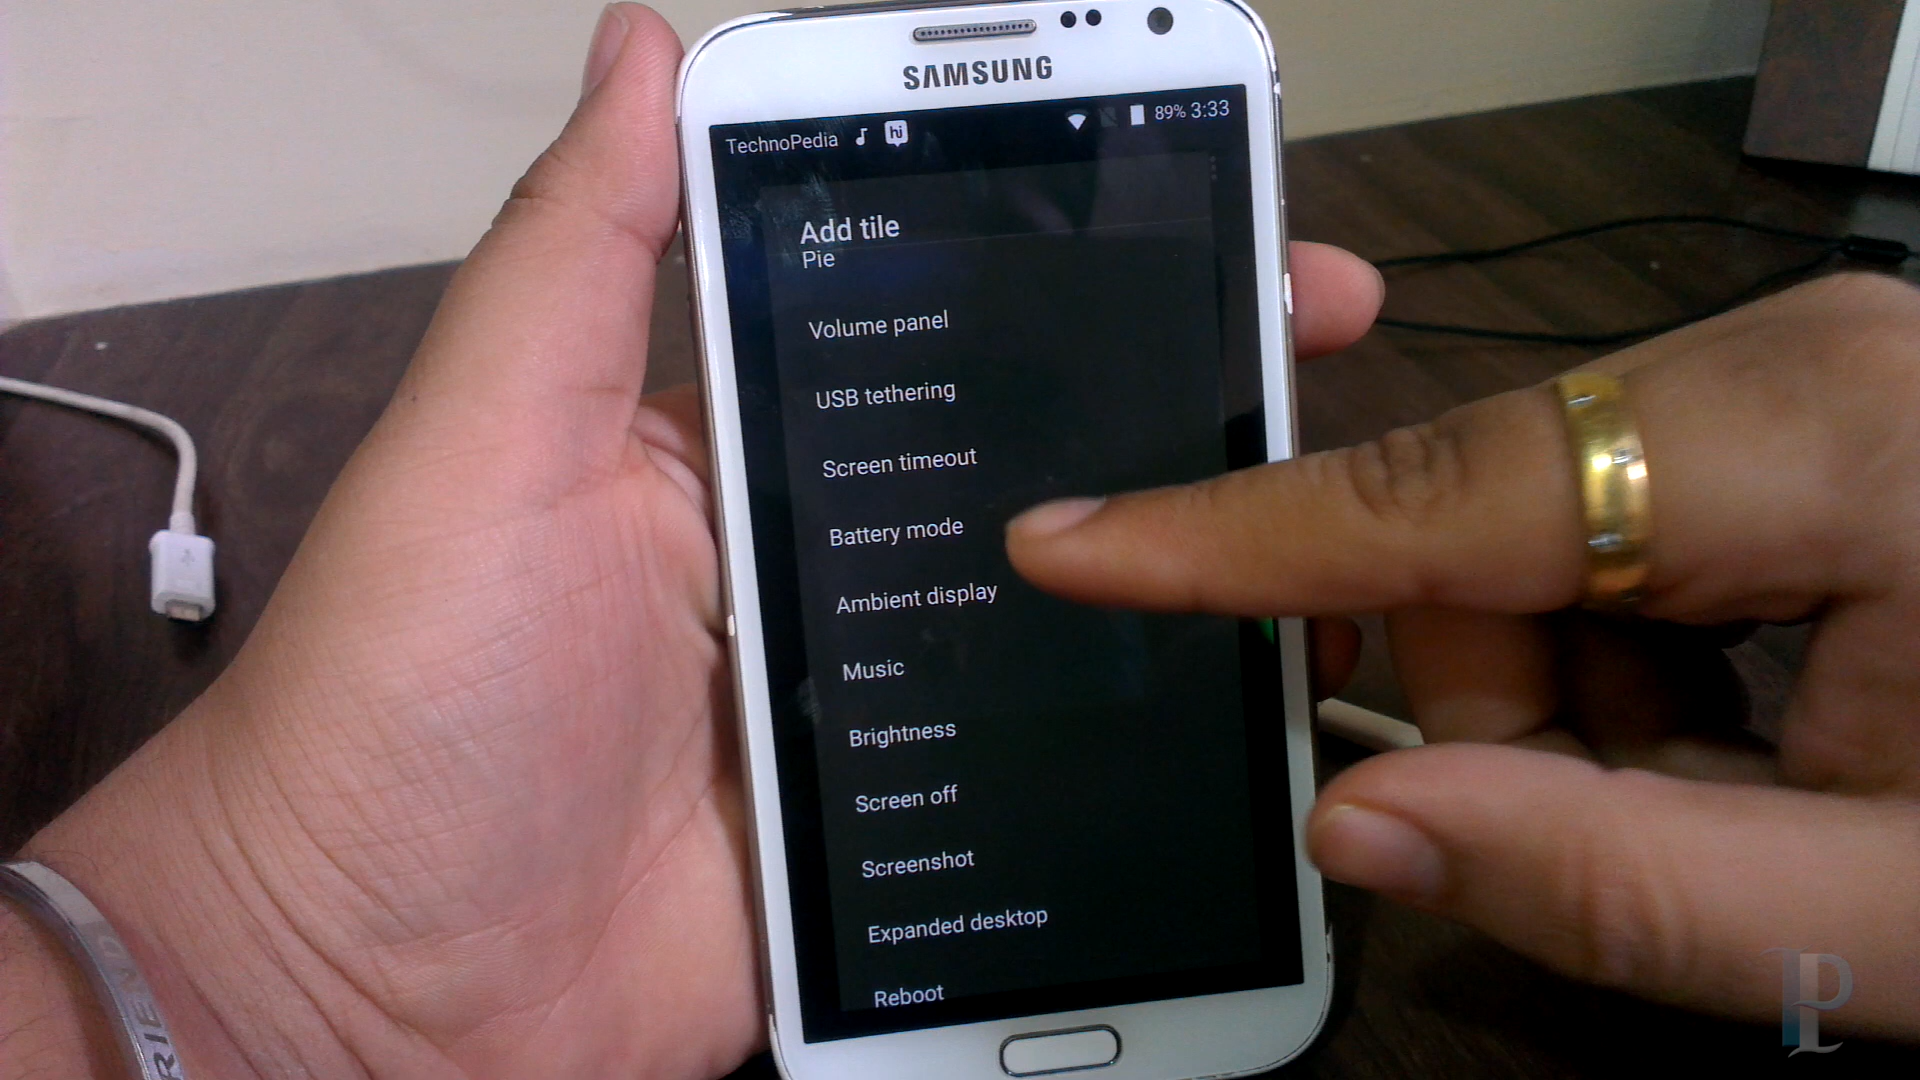 SAMSUNG
TechnoPedia hi 89% 3:33
Add tile
Pie
Volume panel
USB tethering
Screen timeout
Battery mode
Ambient display
Music
Brightness
Screen off
Screenshot
Expanded desktop
Reboot